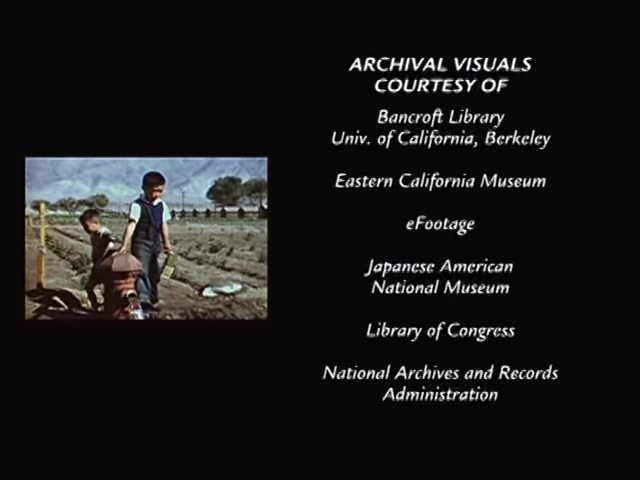 ARCHIVAL VISUALS
COURTESY OF
Bancroft Library
Univ. of California, Berkeley
Eastern California Museum
eFootage
Japanese American
National Museum
Library of Congress
National Archives and Records
Administration